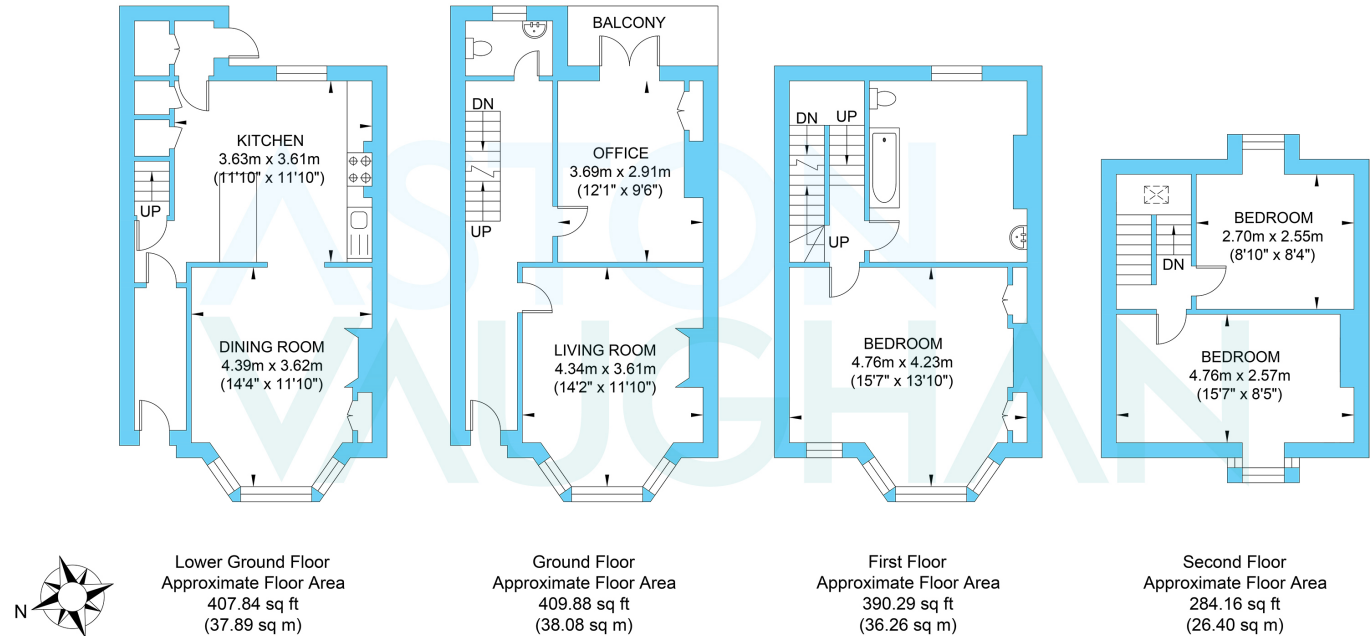 KITCHEN
3.63m x 3.61m
(11'10" x 11'10")
UP
DINING ROOM
4.39m x 3.62m
(14'4" x 11'10")
BALCONY
DN
UP
OFFICE
3.69m x 2.91m
(12'1" x 9'6")
LIVING ROOM
4.34m x 3.61m
(14'2" x 11'10")
DN
UP
UP
BEDROOM
4.76m x 4.23m
(15'7" x 13'10")
BEDROOM
2.70m x 2.55m
(8'10" x 8'4")
DN
BEDROOM
4.76m x 2.57m
(15'7" x 8'5")
ASTON
VAUGHAN
N
Lower Ground Floor
Approximate Floor Area
407.84 sq ft
(37.89 sq m)
Ground Floor
Approximate Floor Area
409.88 sq ft
(38.08 sq m)
First Floor
Approximate Floor Area
390.29 sq ft
(36.26 sq m)
Second Floor
Approximate Floor Area
284.16 sq ft
(26.40 sq m)